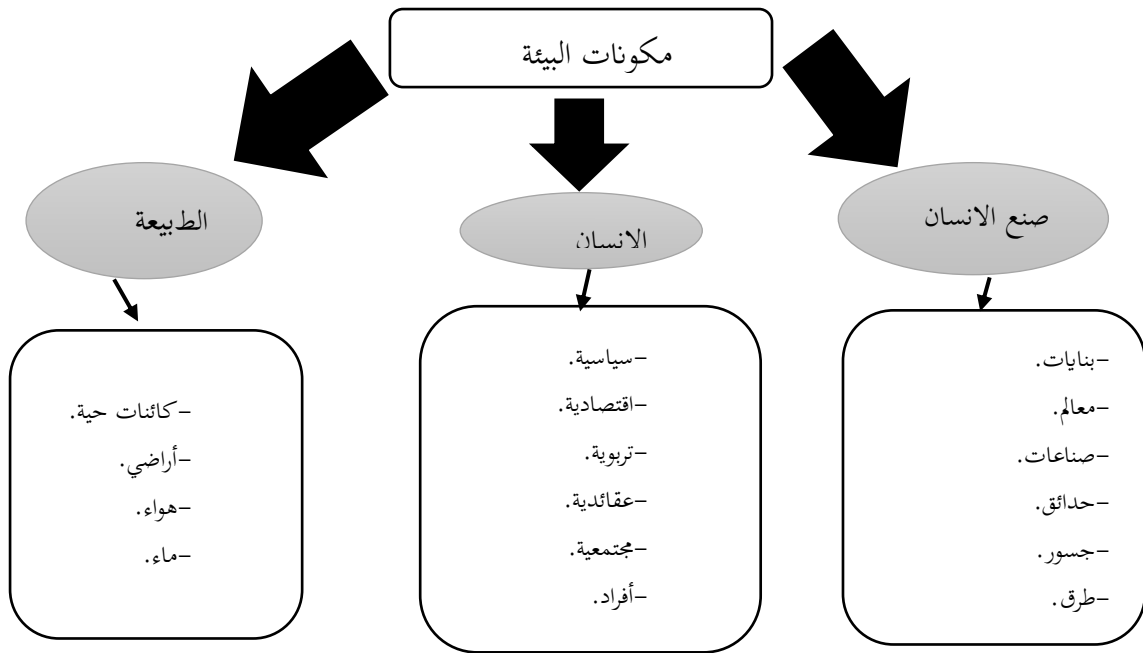 مكونات البيئة
صنع الانسان
الانسان
الطبيعة
-بنايات.
-معالم.
-صناعات.
-حدائق.
-جسور.
-طرق.
-سياسية.
-اقتصادية.
-تربوية.
-عقائدية.
-مجتمعية.
-أفراد.
-كائنات حية.
-أراضي.
-هواء.
-ماء.